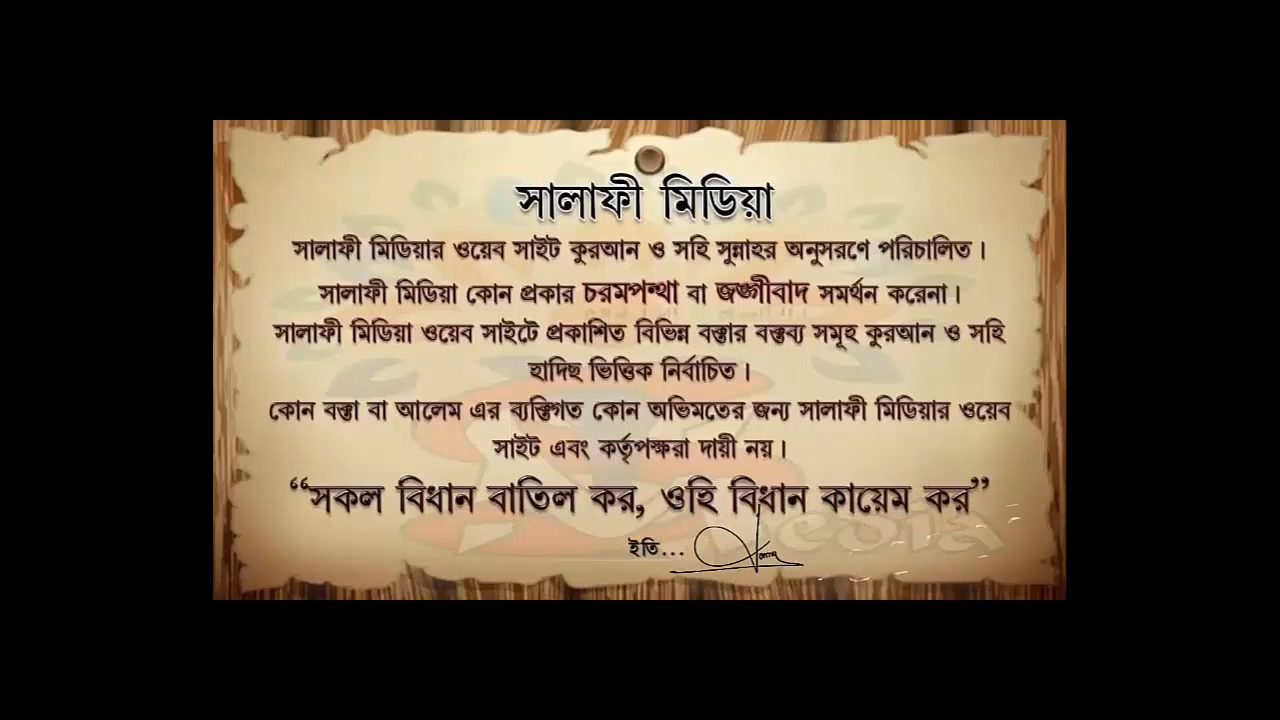 সালাফী মিডিয়া
সালাফী মিডিয়ার ওয়েব সাইট কুরআন ও সহি সুন্নাহর অনুসরণে পরিচালিত।
সালাফী মিডিয়া কোন প্রকার চরমপন্থা বা জঙ্গীবাদ সমর্থন করেনা।
সালাফী মিডিয়া ওয়েব সাইটে প্রকাশিত বিভিন্ন বক্তার বক্তব্য সমূহ কুরআন ও সহি
হাদিছ ভিত্তিক নির্বাচিত।
কোন বক্তা বা আলেম এর ব্যক্তিগত কোন অভিমতের জন্য সালাফী মিডিয়ার ওয়েব
সাইট এবং কর্তৃপক্ষরা দায়ী নয়।
“সকল বিধান বাতিল কর, ওহি বিধান কায়েম কর”
ইতি...
media